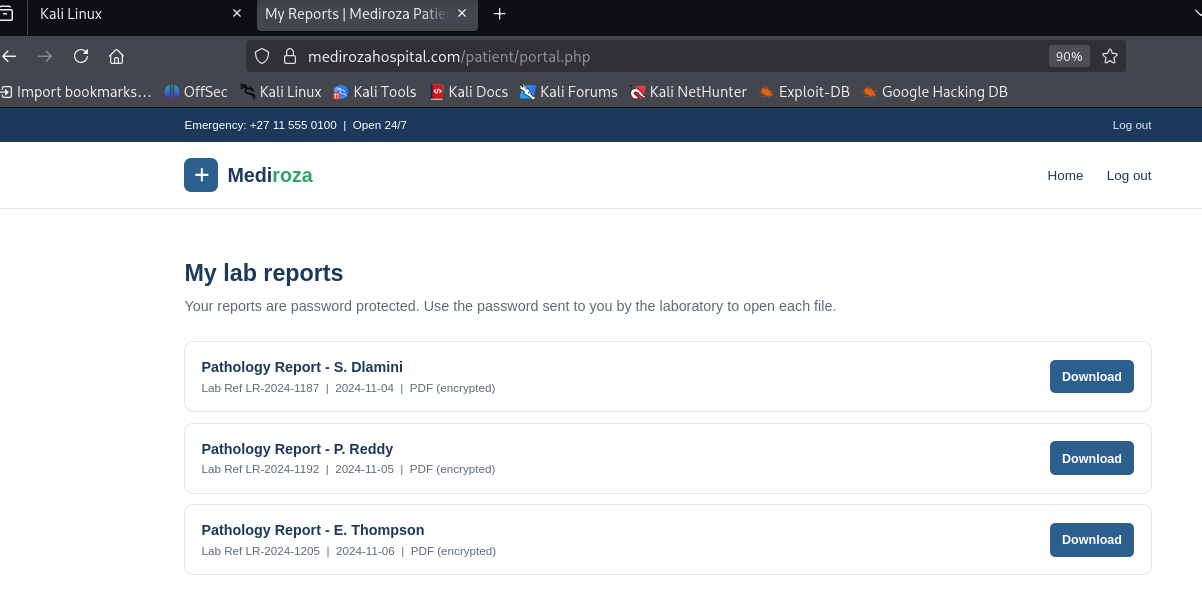 Kali Linux
My Reports | Mediroza Patie
medirozahospital.com/patient/portal.php
90%
Import bookmarks... OffSec Kali Linux Kali Tools Kali Docs Kali Forums Kali NetHunter Exploit-DB Google Hacking DB
Emergency: +27 11 555 0100 | Open 24/7
Log out
Mediroza
Home Log out
My lab reports
Your reports are password protected. Use the password sent to you by the laboratory to open each file.
Pathology Report - S. Dlamini
Lab Ref LR-2024-1187 | 2024-11-04 | PDF (encrypted)
Download
Pathology Report - P. Reddy
Lab Ref LR-2024-1192 | 2024-11-05 | PDF (encrypted)
Download
Pathology Report - E. Thompson
Lab Ref LR-2024-1205 | 2024-11-06 | PDF (encrypted)
Download